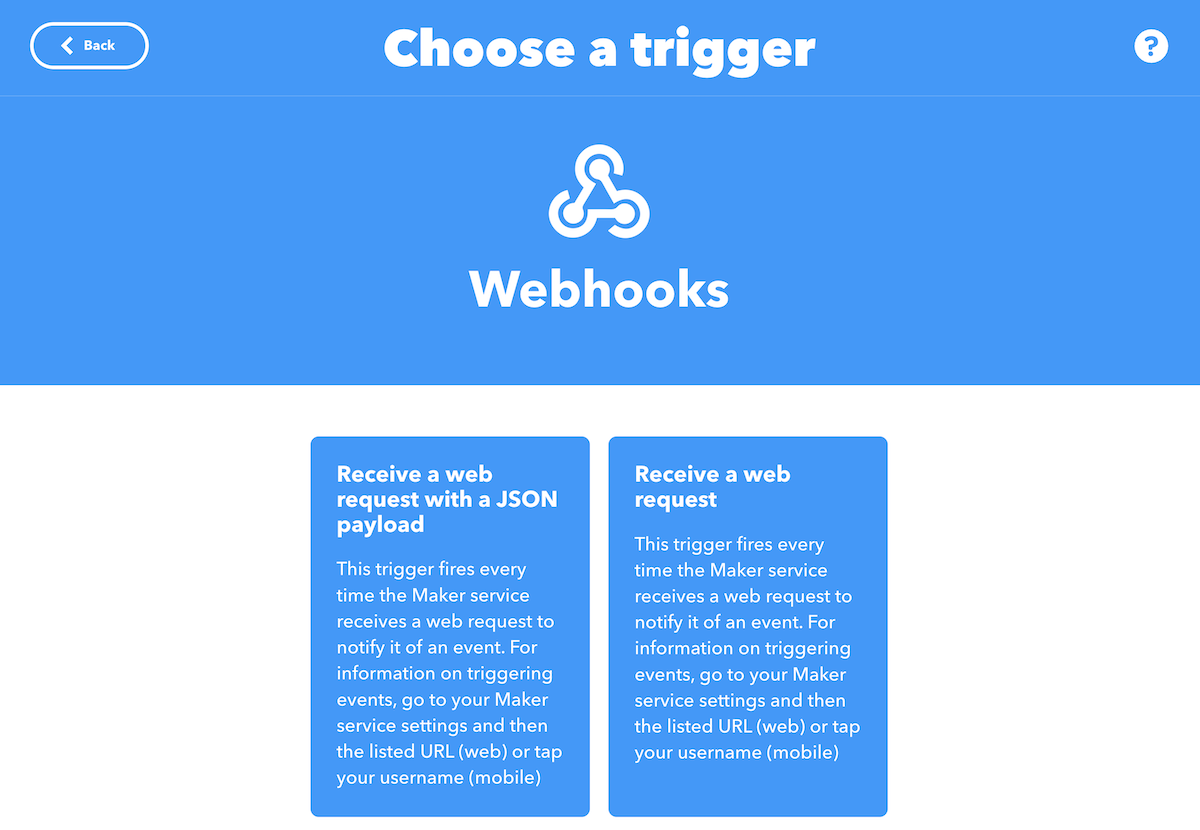 Back
Choose a trigger
?
Webhooks
Receive a web
request with a JSON
payload
This trigger fires every
time the Maker service
receives a web request to
notify it of an event. For
information on triggering
events, go to your Maker
service settings and then
the listed URL (web) or tap
your username (mobile)
Receive a web
request
This trigger fires every
time the Maker service
receives a web request to
notify it of an event. For
information on triggering
events, go to your Maker
service settings and then
the listed URL (web) or tap
your username (mobile)